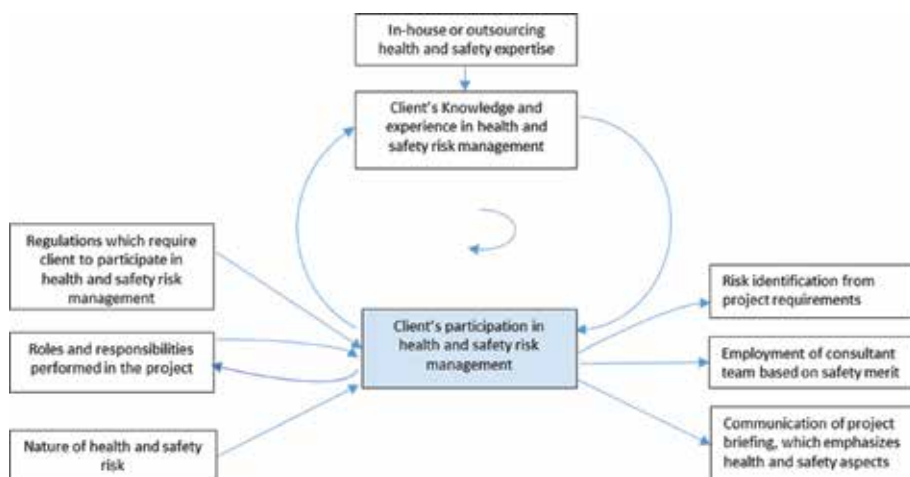 In-house or outsourcing
health and safety expertise
Client's Knowledge and
experience in health and
safety risk management
Regulations which require
client to participate in
health and safety risk
management
Roles and responsibilities
performed in the project
Nature of health and safety
risk
Client's participation in
health and safety risk
management
Risk identification from
project requirements
Employment of consultant
team based on safety merit
Communication of project
briefing, which emphasizes
health and safety aspects